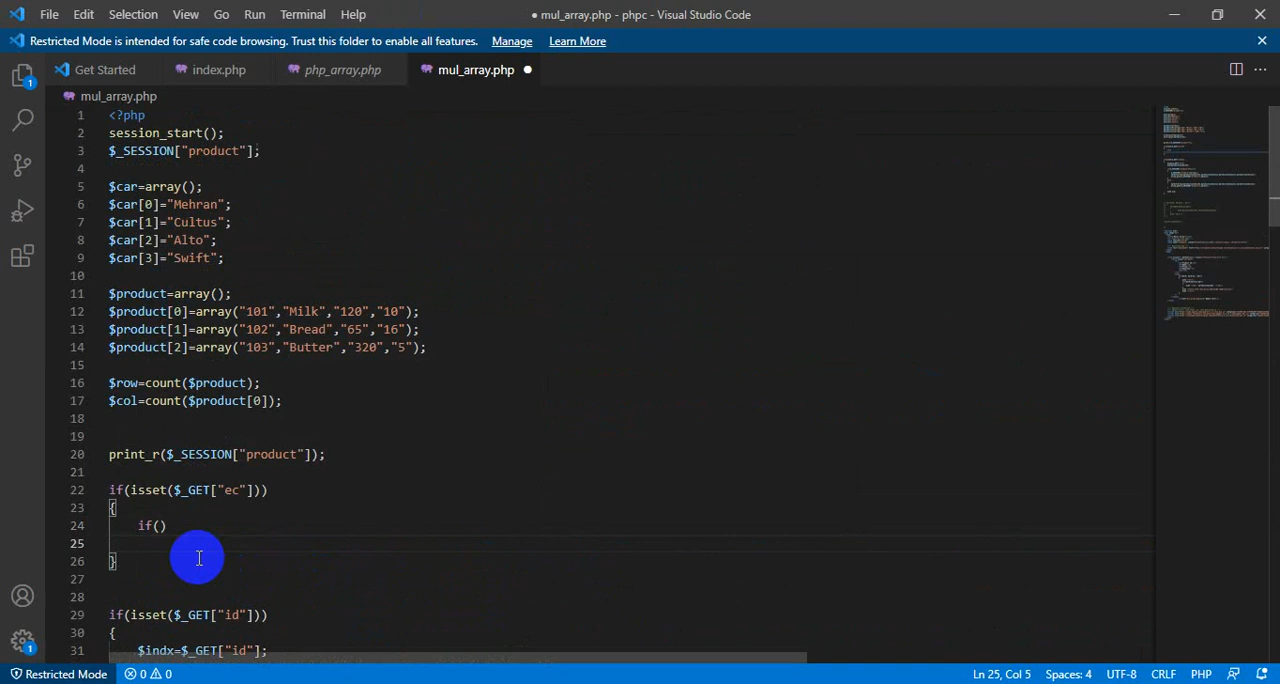 File Edit Selection View Go Run Terminal Help ● mul_array.php - phpc - Visual Studio Code
Restricted Mode is intended for safe code browsing. Trust this folder to enable all features. Manage Learn More
Get Started index.php php_array.php mul_array.php
mul_array.php
1 <?php
2 session_start();
3 $_SESSION["product"];
4
5 $car=array();
6 $car[0]="Mehran";
7 $car[1]="Cultus";
8 $car[2]="Alto";
9 $car[3]="Swift";
10
11 $product=array();
12 $product[0]=array("101","Milk","120","10");
13 $product[1]=array("102","Bread","65","16");
14 $product[2]=array("103","Butter","320","5");
15
16 $row=count($product);
17 $col=count($product[0]);
18
19
20 print_r($_SESSION["product"]);
21
22 if(isset($_GET["ec"]))
23 {
24 if()
25
26 }
27
28
29 if(isset($_GET["id"]))
30 {
31 $indx=$_GET["id"];
1
1
Restricted Mode 0 0 Ln 25, Col 5 Spaces: 4 UTF-8 CRLF PHP